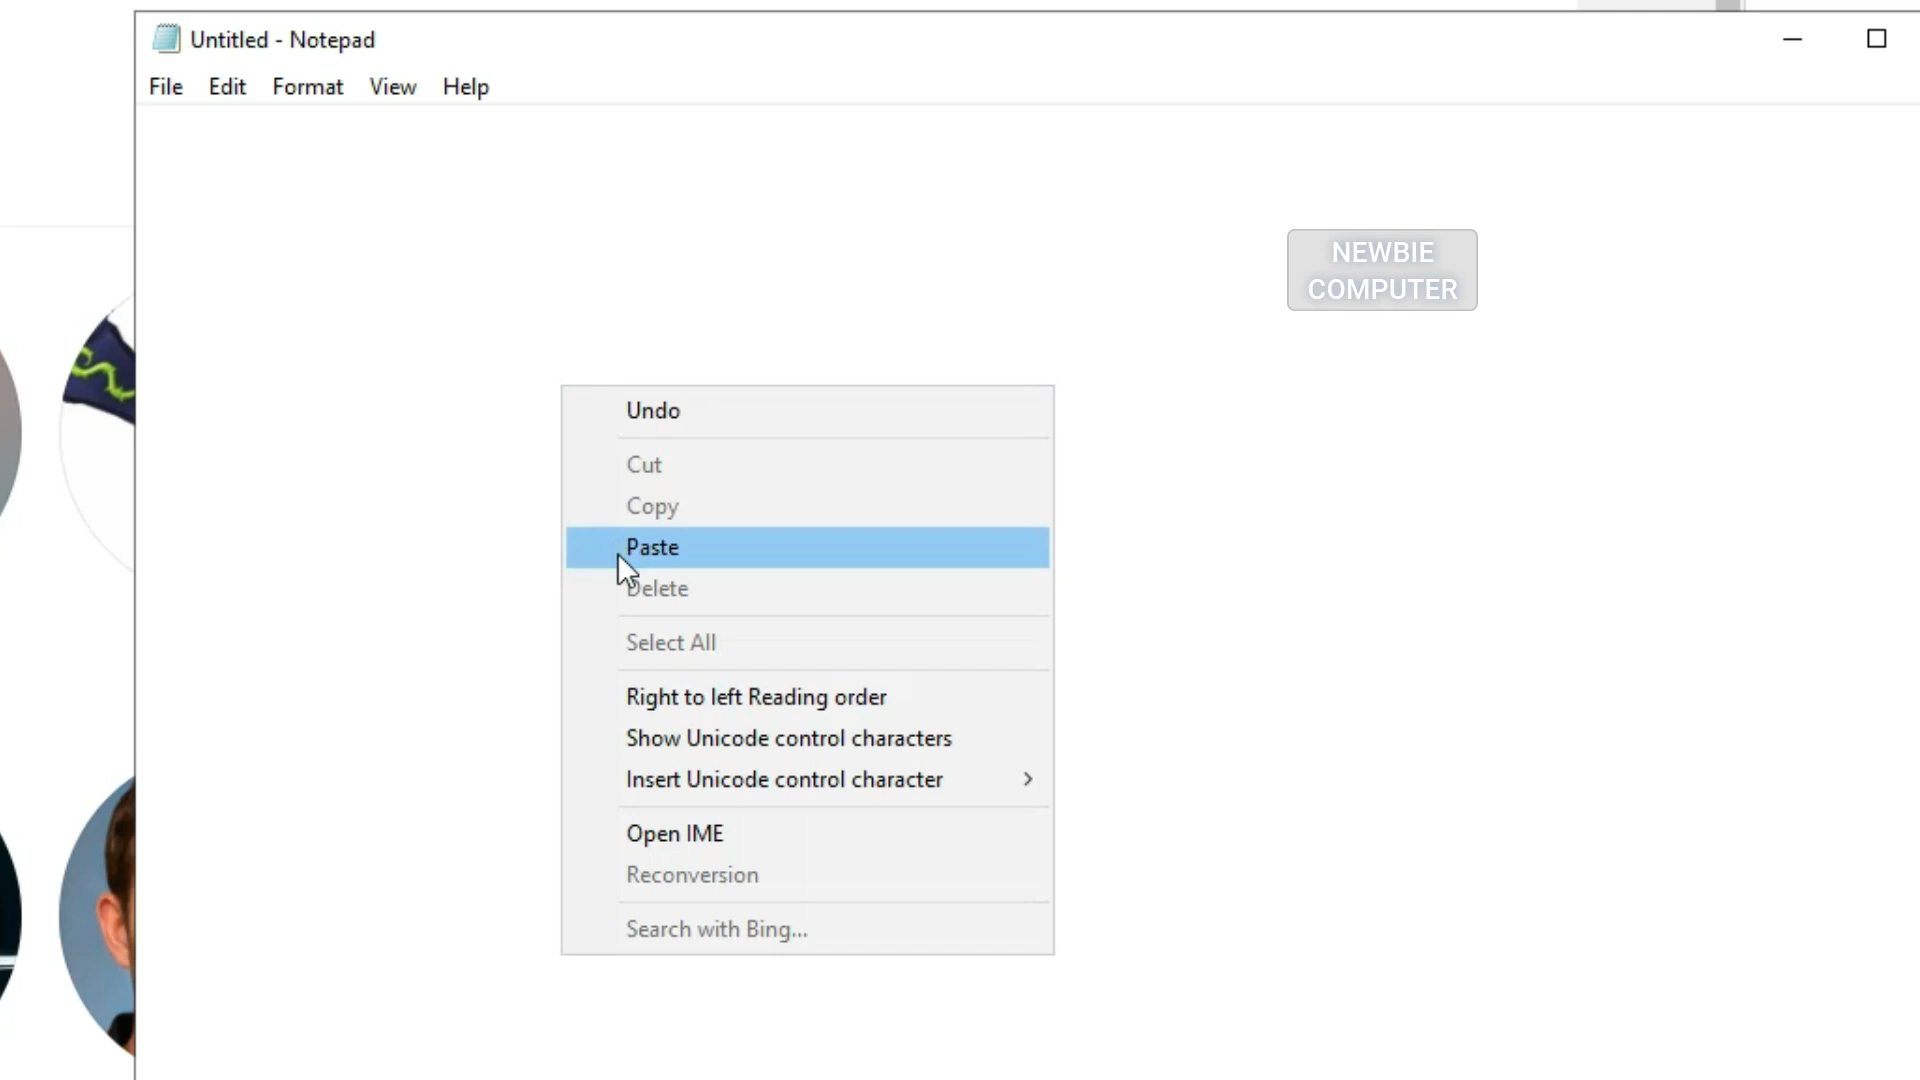 Untitled - Notepad
File Edit Format View Help
NEWBIE
COMPUTER
Undo
Cut
Copy
Paste
Delete
Select All
Right to left Reading order
Show Unicode control characters
Insert Unicode control character
Open IME
Reconversion
Search with Bing...